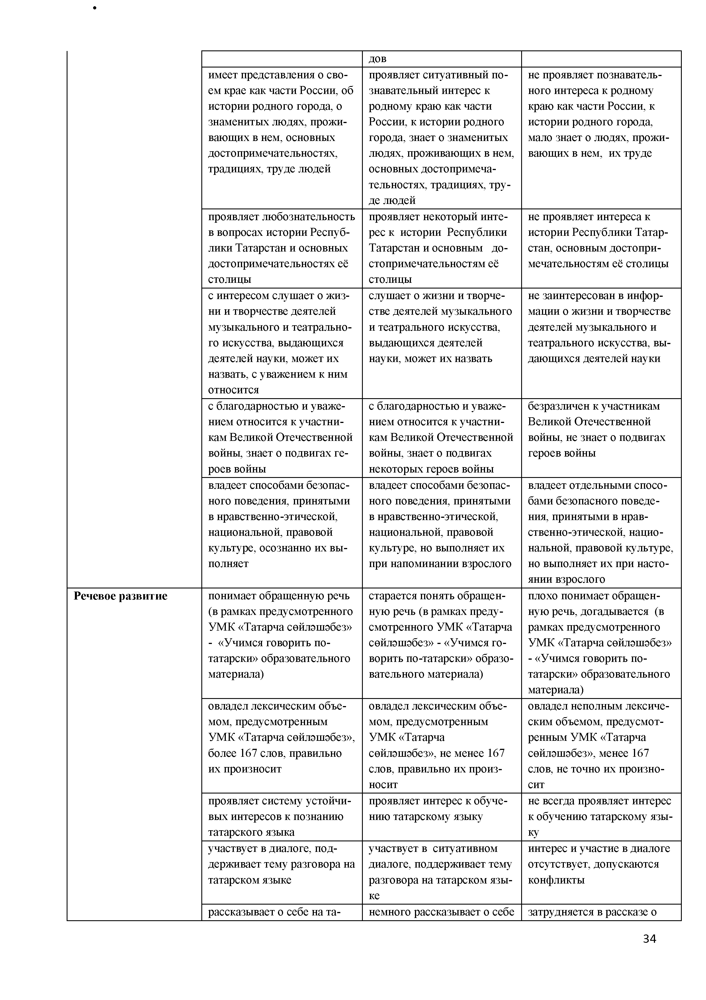 •
дов
имеет представления о сво-
ем крае как части России, об
истории родного города, о
знаменитых людях, прожи-
вающих в нем, основных
достопримечательностях,
традициях, труде людей
проявляет ситуативный по-
знавательный интерес к
родному краю как части
России, к истории родного
города, знает о знаменитых
людях, проживающих в нем,
основных достопримеча-
тельностях, традициях, тру-
де людей
не проявляет познаватель-
ного интереса к родному
краю как части России, к
истории родного города,
мало знает о людях, прожи-
вающих в нем, их труде
проявляет любознательность
в вопросах истории Респуб-
лики Татарстан и основных
достопримечательностях её
столицы
проявляет некоторый инте-
рес к истории Республики
Татарстан и основным до-
стопримечательностям её
столицы
не проявляет интереса к
истории Республики Татар-
стан, основным достопри-
мечательностям её столицы
с интересом слушает о жиз-
ни и творчестве деятелей
музыкального и театрально-
го искусства, выдающихся
деятелей науки, может их
назвать, с уважением к ним
относится
слушает о жизни и творче-
стве деятелей музыкального
и театрального искусства,
выдающихся деятелей
науки, может их назвать
не заинтересован в инфор-
мации о жизни и творчестве
деятелей музыкального и
театрального искусства, вы-
дающихся деятелей науки
с благодарностью и уваже-
нием относится к участни-
кам Великой Отечественной
войны, знает о подвигах ге-
роев войны
с благодарностью и уваже-
нием относится к участни-
кам Великой Отечественной
войны, знает о подвигах
некоторых героев войны
безразличен к участникам
Великой Отечественной
войны, не знает о подвигах
героев войны
владеет способами безопас-
ного поведения, принятыми
в нравственно-этической,
национальной, правовой
культуре, осознанно их вы-
полняет
владеет способами безопас-
ного поведения, принятыми
в нравственно-этической,
национальной, правовой
культуре, но выполняет их
при напоминании взрослого
владеет отдельными спосо-
бами безопасного поведе-
ния, принятыми в нрав-
ственно-этической, нацио-
нальной, правовой культуре,
но выполняет их при насто-
янии взрослого
Речевое развитие
понимает обращенную речь
(в рамках предусмотренного
УМК «Татарча сөйләшәбез»
- «Учимся говорить по-
татарски» образовательного
материала)
старается понять обращен-
ную речь (в рамках преду-
смотренного УМК «Татарча
сөйләшәбез» - «Учимся го-
ворить по-татарски» образо-
вательного материала)
плохо понимает обращен-
ную речь, догадывается (в
рамках предусмотренного
УМК «Татарча сөйләшәбез»
- «Учимся говорить по-
татарски» образовательного
материала)
овладел лексическим объе-
мом, предусмотренным
УМК «Татарча сөйләшәбез»,
более 167 слов, правильно
их произносит
овладел лексическим объе-
мом, предусмотренным
УМК «Татарча
сөйләшәбез», не менее 167
слов, правильно их произ-
носит
овладел неполным лексиче-
ским объемом, предусмот-
ренным УМК «Татарча
сөйләшәбез», менее 167
слов, не точно их произно-
сит
проявляет систему устойчи-
вых интересов к познанию
татарского языка
проявляет интерес к обуче-
нию татарскому языку
не всегда проявляет интерес
к обучению татарскому язы-
ку
участвует в диалоге, под-
держивает тему разговора на
татарском языке
участвует в ситуативном
диалоге, поддерживает тему
разговора на татарском язы-
ке
интерес и участие в диалоге
отсутствует, допускаются
конфликты
рассказывает о себе на та-
немного рассказывает о себе
затрудняется в рассказе о
34